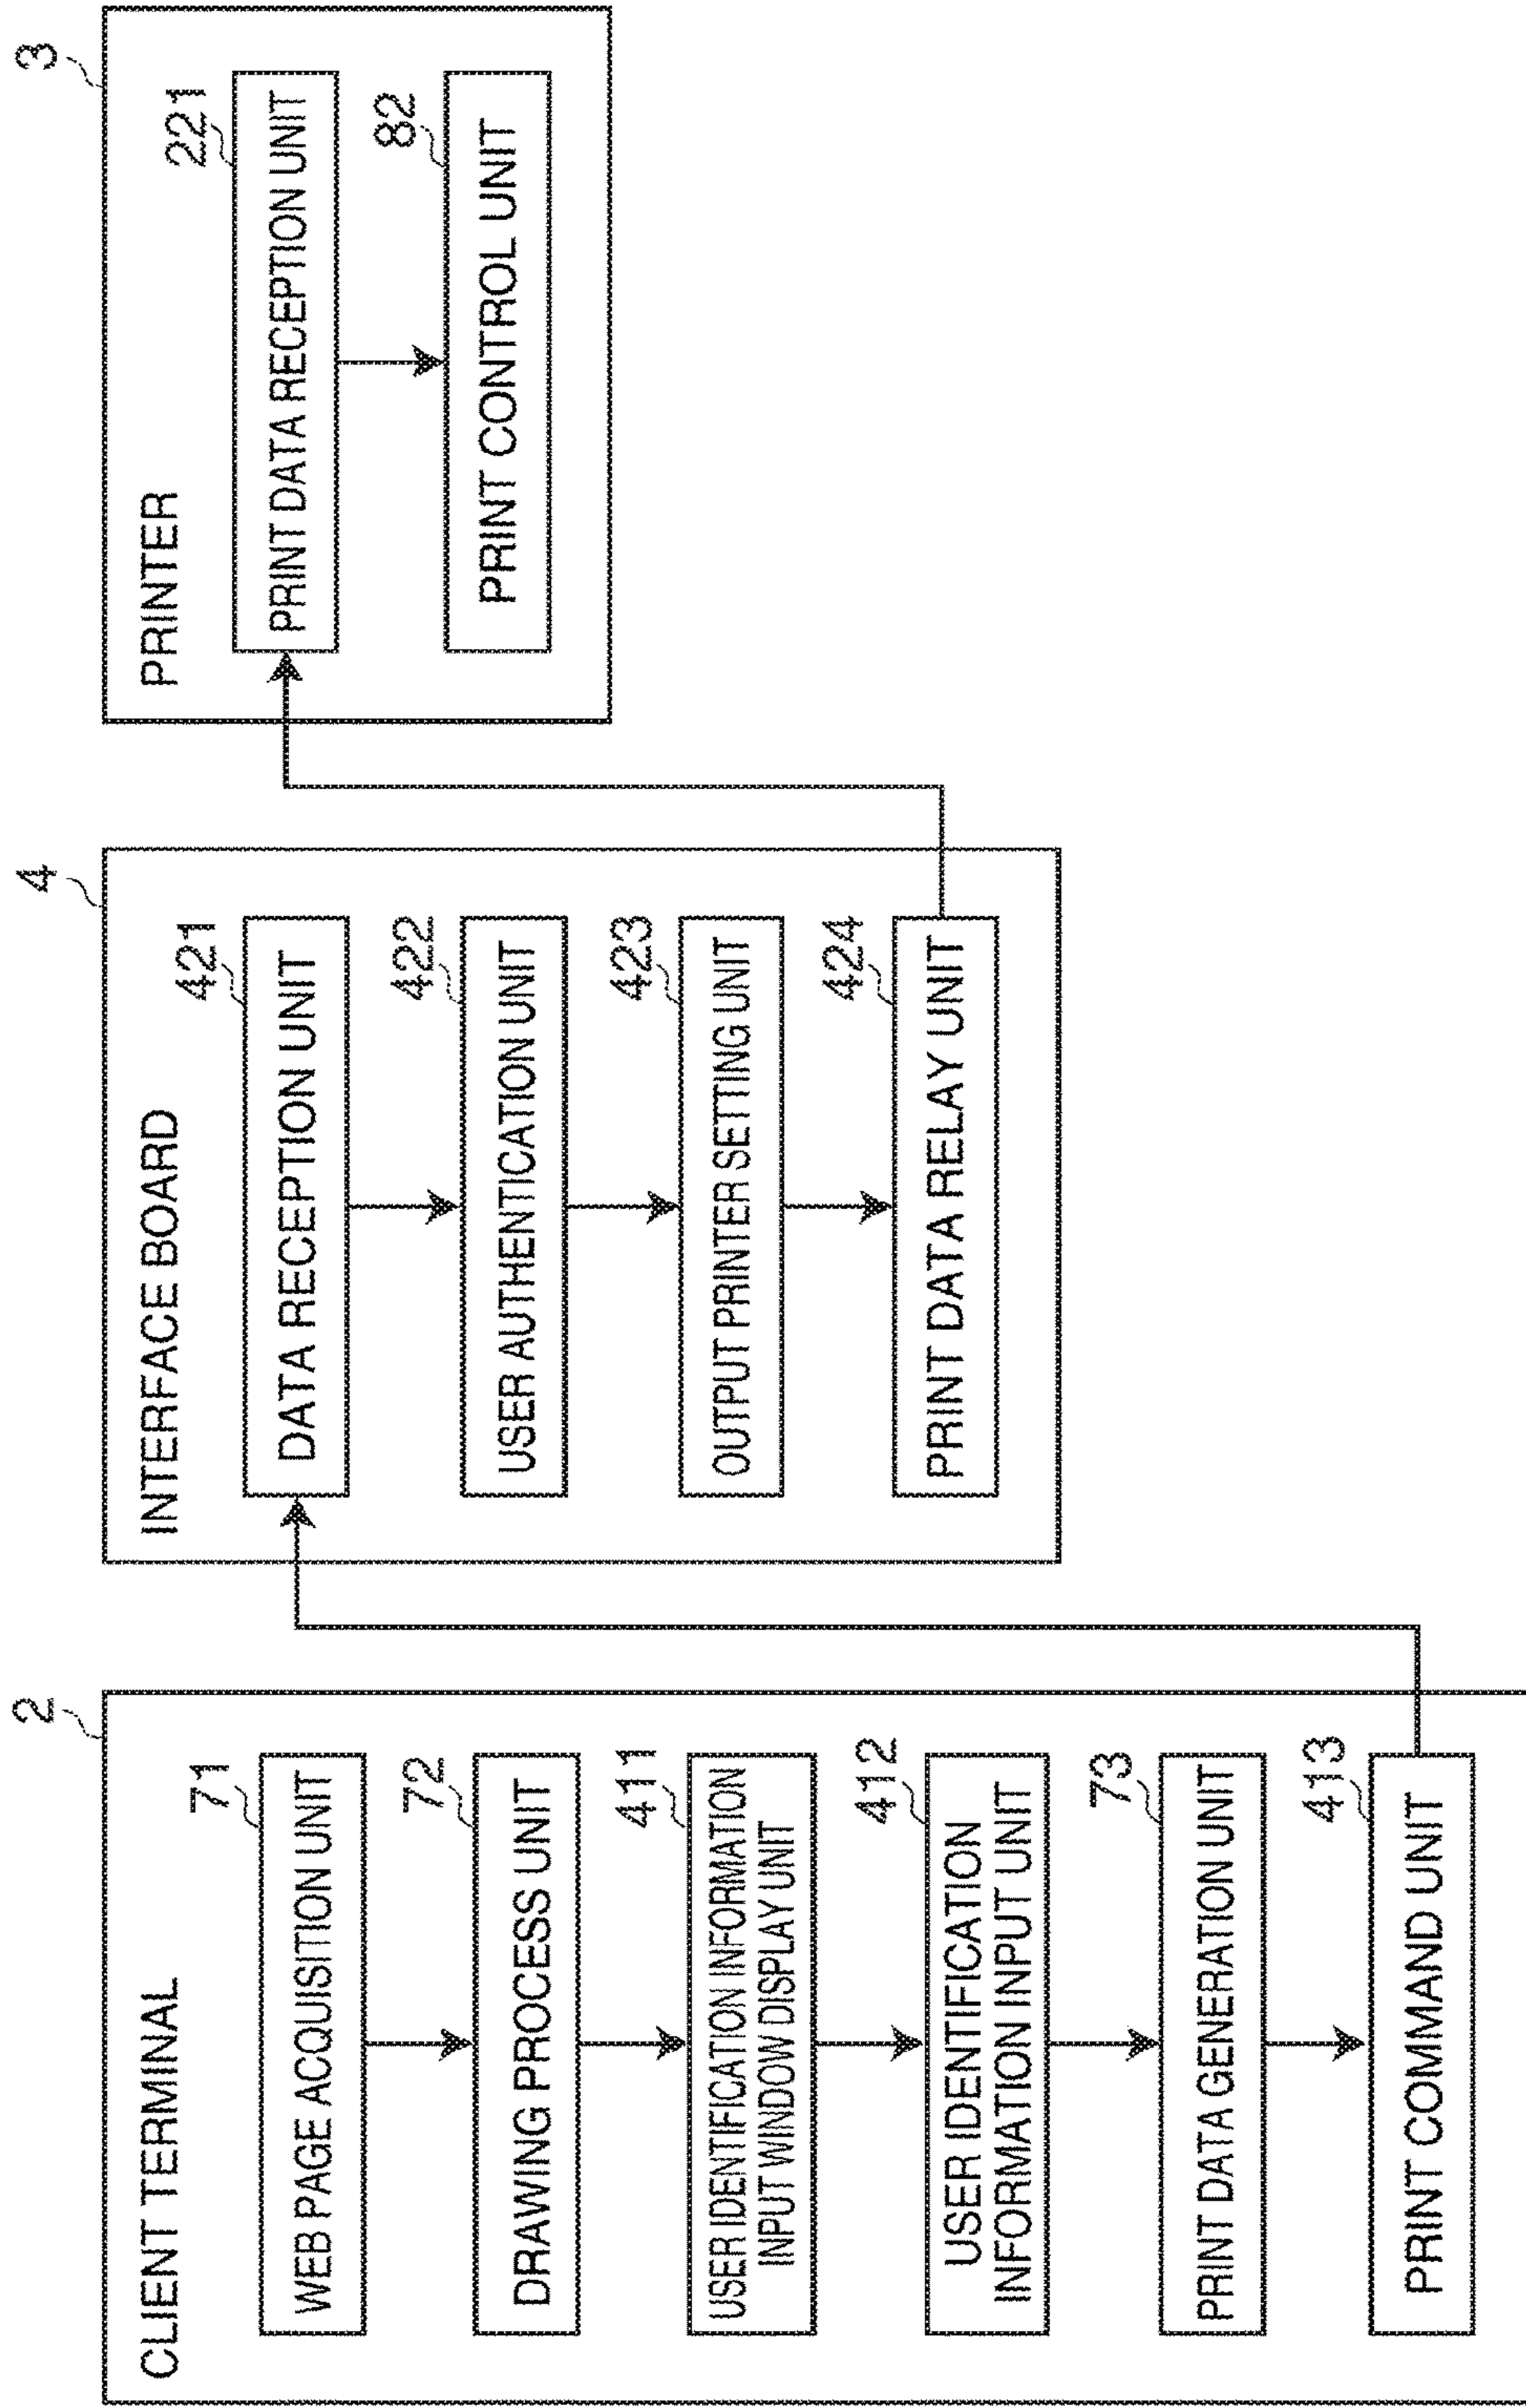 2
CLIENT TERMINAL
71
WEB PAGE ACQUISITION UNIT
72
DRAWING PROCESS UNIT
411
USER IDENTIFICATION INFORMATION
INPUT WINDOW DISPLAY UNIT
412
USER IDENTIFICATION
INFORMATION INPUT UNIT
73
PRINT DATA GENERATION UNIT
413
PRINT COMMAND UNIT
4
INTERFACE BOARD
421
DATA RECEPTION UNIT
422
USER AUTHENTICATION UNIT
423
OUTPUT PRINTER SETTING UNIT
424
PRINT DATA RELAY UNIT
3
PRINTER
221
PRINT DATA RECEPTION UNIT
82
PRINT CONTROL UNIT